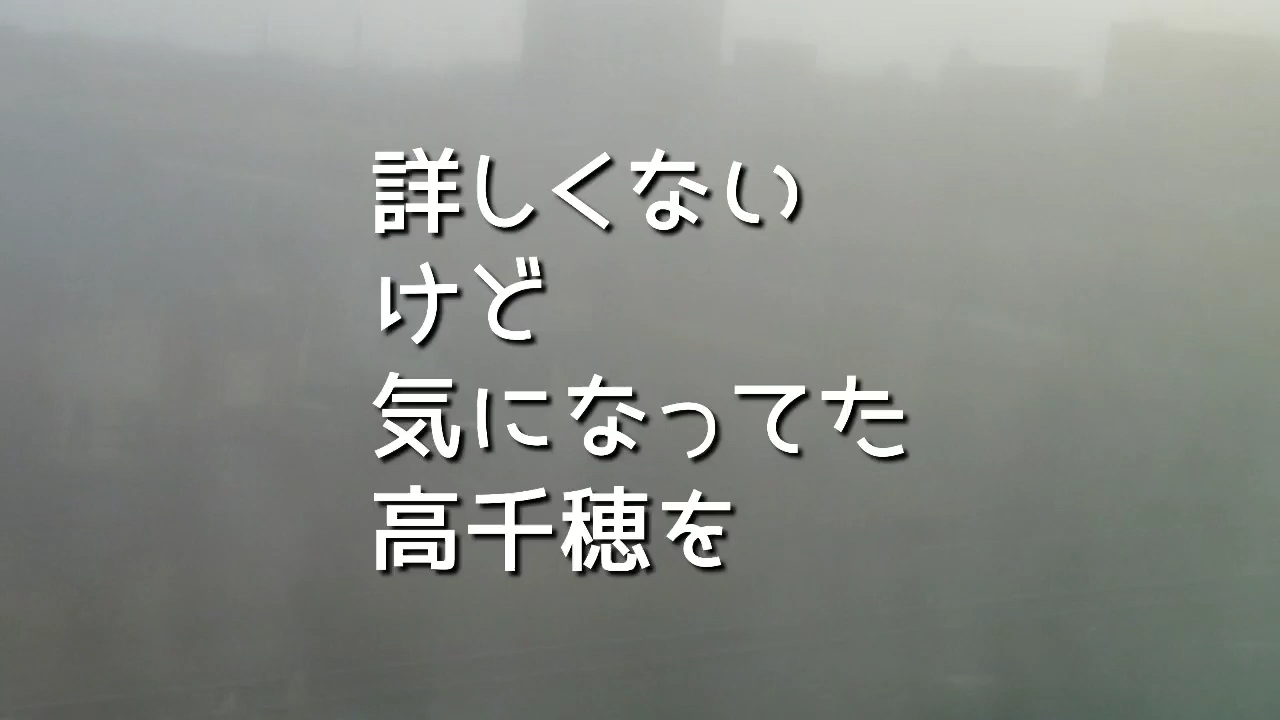 詳しくない
けど
気になってた
高千穂を